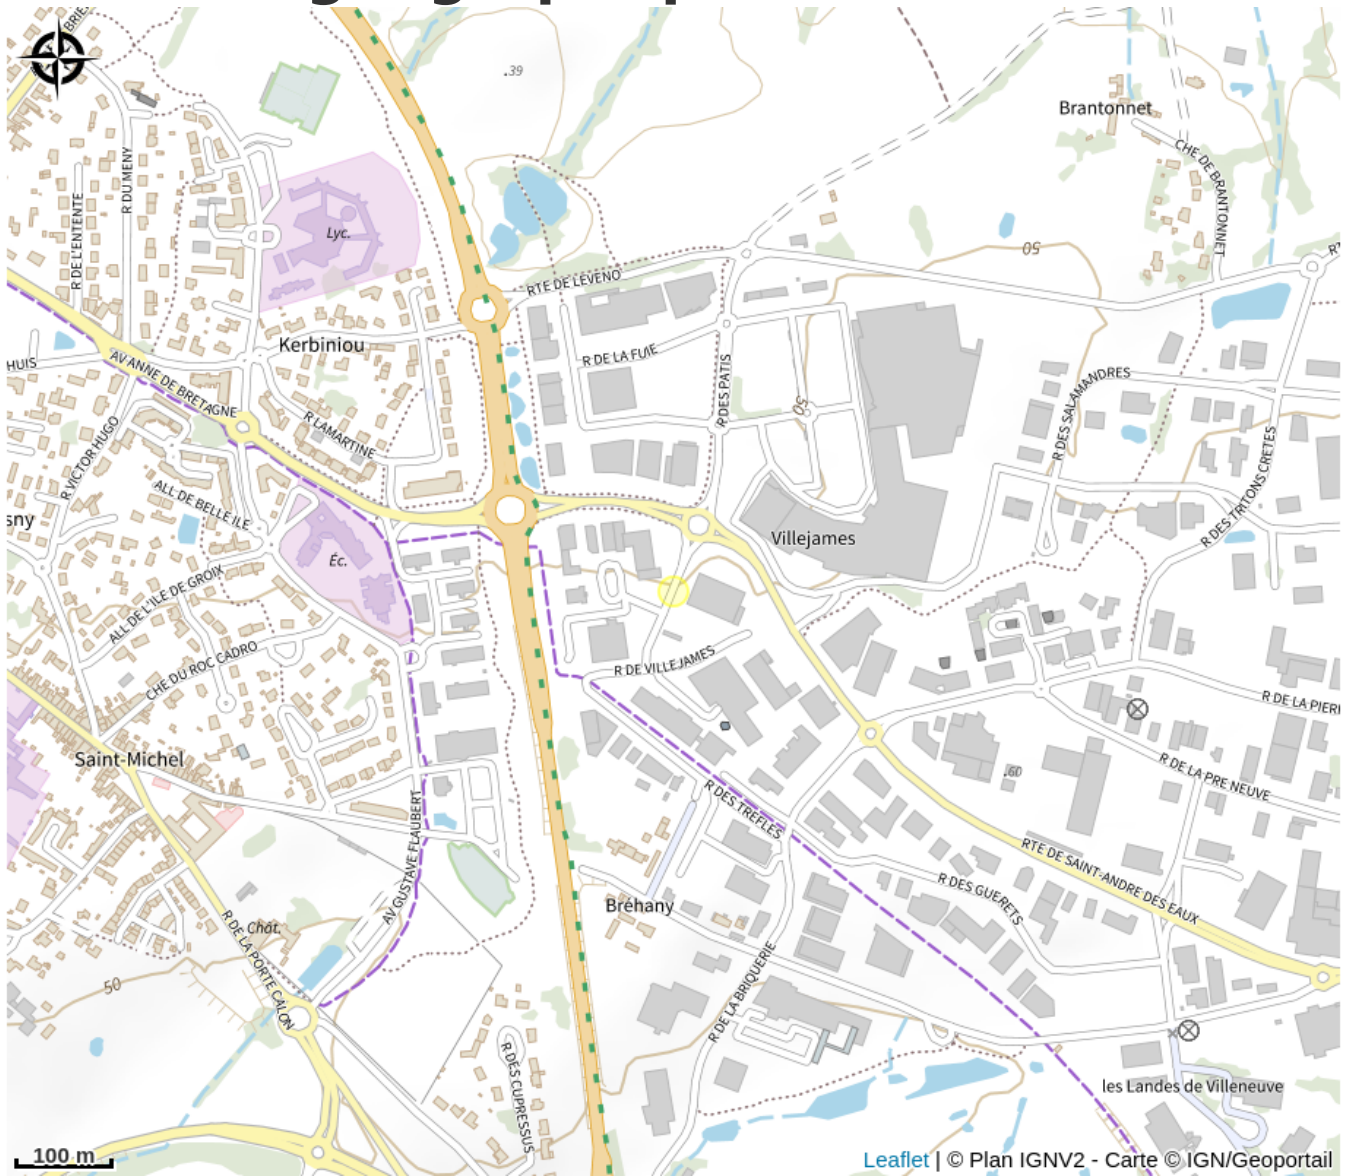 .39
Brantonnet
CHE DE BRANTONNET
R DU MENY
R DE L'ENTENTE
Lyc.
50
RTE DE LEVENO
Kerbiniou
R DE LA FUIE
HUIS
AV ANNE DE BRETAGNE
R DES PATIS
50
R DES SALAMANDRES
R LAMARTINE
R VICTOR HUGO
R DES TRITONS CRETES
ALL DE BELLE ILE
sny
Villejames
Éc.
ALL DE L'ILE DE GROIX
CHE DU ROC CADRO
R DE VILLEJAMES
R DE LA PIER
Saint-Michel
.60
R DE LA PRE NEUVE
R DES TREFLES
AV GUSTAVE FLAUBERT
RTE DE SAINT-ANDRE DES EAUX
R DES GUERETS
Bréhany
Chât.
R DE LA PORTE CALON
50
R DE LA BRIQUERIE
R DES CUPRESSUS
les Landes de Villeneuve
100 m
Leaflet | © Plan IGNV2 - Carte © IGN/Geoportail